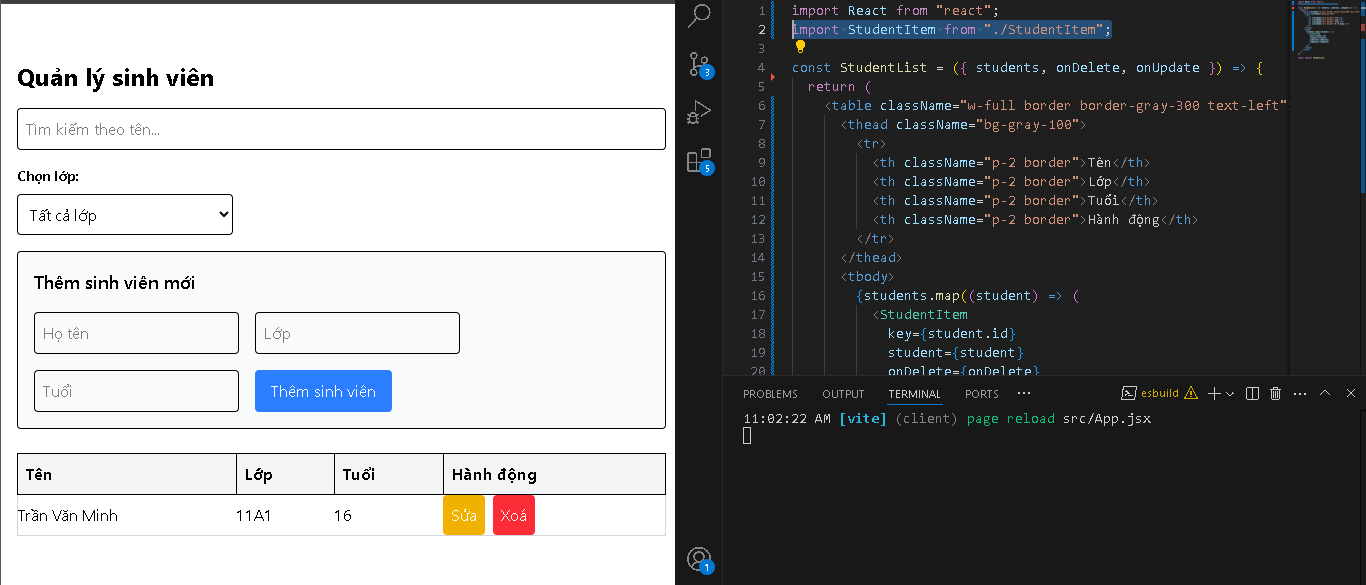 Quản lý sinh viên
Tìm kiếm theo tên...
Chọn lớp:
Tất cả lớp
Thêm sinh viên mới
Họ tên
Lớp
Tuổi
Thêm sinh viên
Tên Lớp Tuổi Hành động
Trần Văn Minh 11A1 16 Sửa Xoá
3
5
1
1 import React from "react";
2 import StudentItem from "./StudentItem";
3
4 const StudentList = ({ students, onDelete, onUpdate }) => {
5 return (
6 <table className="w-full border border-gray-300 text-left"
7 <thead className="bg-gray-100">
8 <tr>
9 <th className="p-2 border">Tên</th>
10 <th className="p-2 border">Lớp</th>
11 <th className="p-2 border">Tuổi</th>
12 <th className="p-2 border">Hành động</th>
13 </tr>
14 </thead>
15 <tbody>
16 {students.map((student) => (
17 <StudentItem
18 key={student.id}
19 student={student}
20 onDelete={onDelete}
PROBLEMS OUTPUT TERMINAL PORTS ... esbuild
11:02:22 AM [vite] (client) page reload src/App.jsx